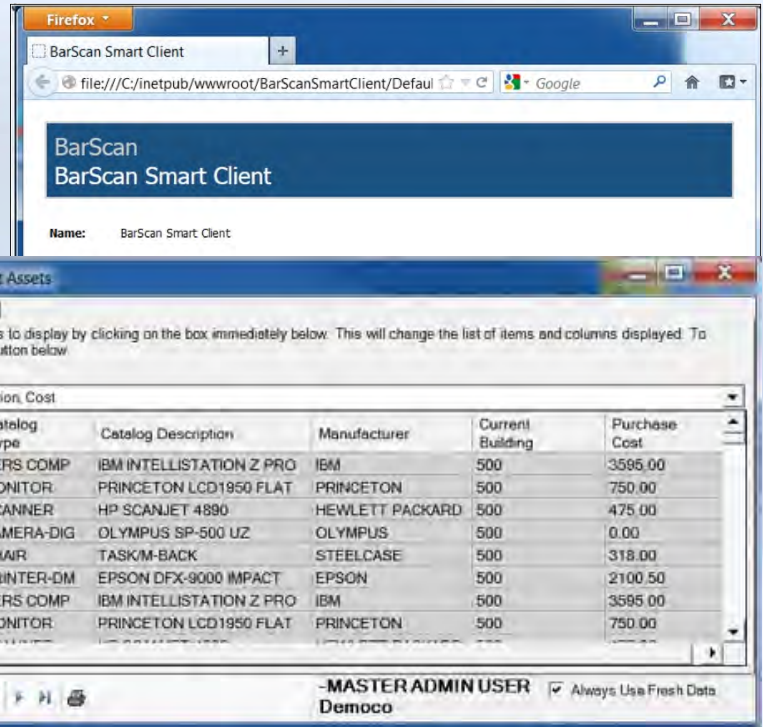 Firefox
BarScan Smart Client
file:///C:/inetpub/wwwroot/BarScanSmartClient/Defaul
Google
BarScan
BarScan Smart Client
Name: BarScan Smart Client
t Assets
s to display by clicking on the box immediately below. This will change the list of items and columns displayed. To
utton below
ion, Cost
atalog ype Catalog Description Manufacturer Current Building Purchase Cost
ERS COMP IBM INTELLISTATION Z PRO IBM 500 3595.00
ONITOR PRINCETON LCD1950 FLAT PRINCETON 500 750.00
CANNER HP SCANJET 4890 HEWLETT PACKARD 500 475.00
AMERA-DIG OLYMPUS SP-500 UZ OLYMPUS 500 0.00
HAIR TASK/M-BACK STEELCASE 500 318.00
RINTER-DM EPSON DFX-9000 IMPACT EPSON 500 2100.50
ERS COMP IBM INTELLISTATION Z PRO IBM 500 3595.00
ONITOR PRINCETON LCD1950 FLAT PRINCETON 500 750.00
-MASTER ADMIN USER Always Use Fresh Data
Democo